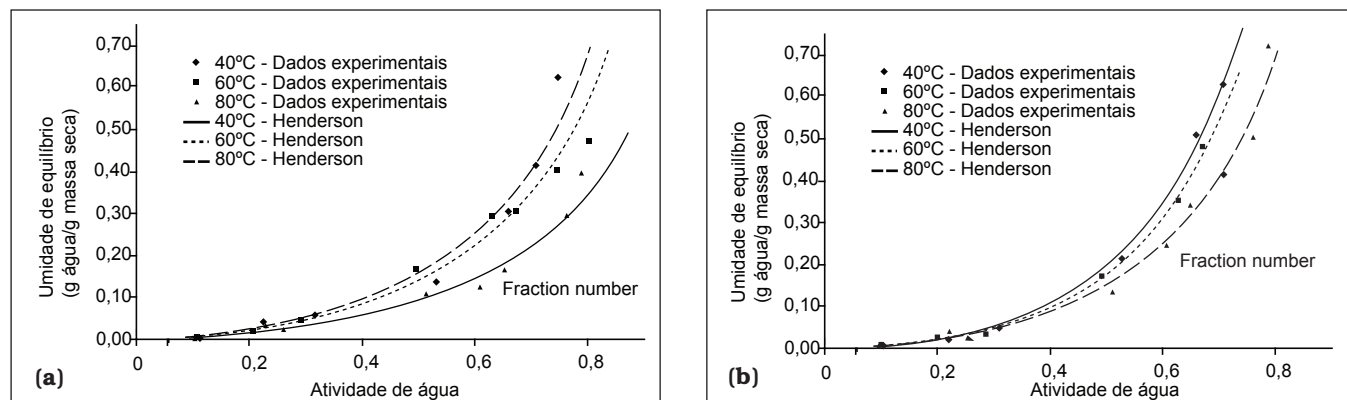 0,70
0,60
0,50
0,40
0,30
0,20
0,10
0,00
Umidade de equilíbrio
(g água/g massa seca)
40ºC - Dados experimentais
60ºC - Dados experimentais
80ºC - Dados experimentais
40ºC - Henderson
60ºC - Henderson
80ºC - Henderson
Fraction number
0
0,2
0,4
0,6
0,8
Atividade de água
(a)
0,70
0,60
0,50
0,40
0,30
0,20
0,10
0,00
Umidade de equilíbrio
(g água/g massa seca)
40ºC - Dados experimentais
60ºC - Dados experimentais
80ºC - Dados experimentais
40ºC - Henderson
60ºC - Henderson
80ºC - Henderson
Fraction number
0
0,2
0,4
0,6
0,8
Atividade de água
(b)